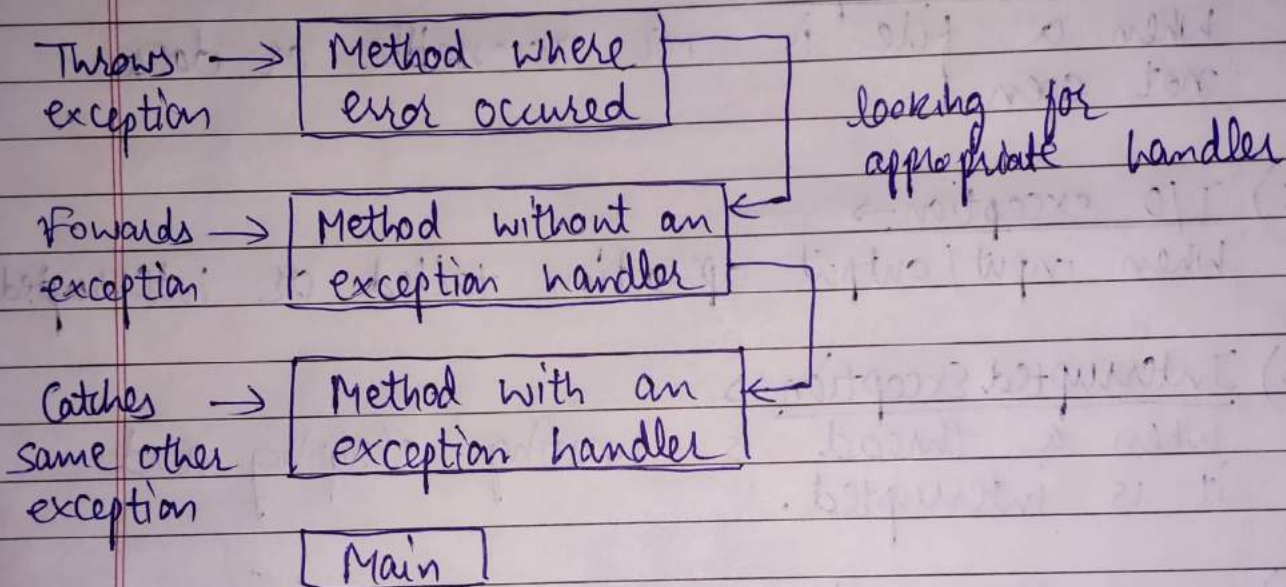 Throws → Method where
exception error occured
looking for
appropriate handler
Fowards → Method without an
exception exception handler
Catches → Method with an
same other exception handler
exception
Main